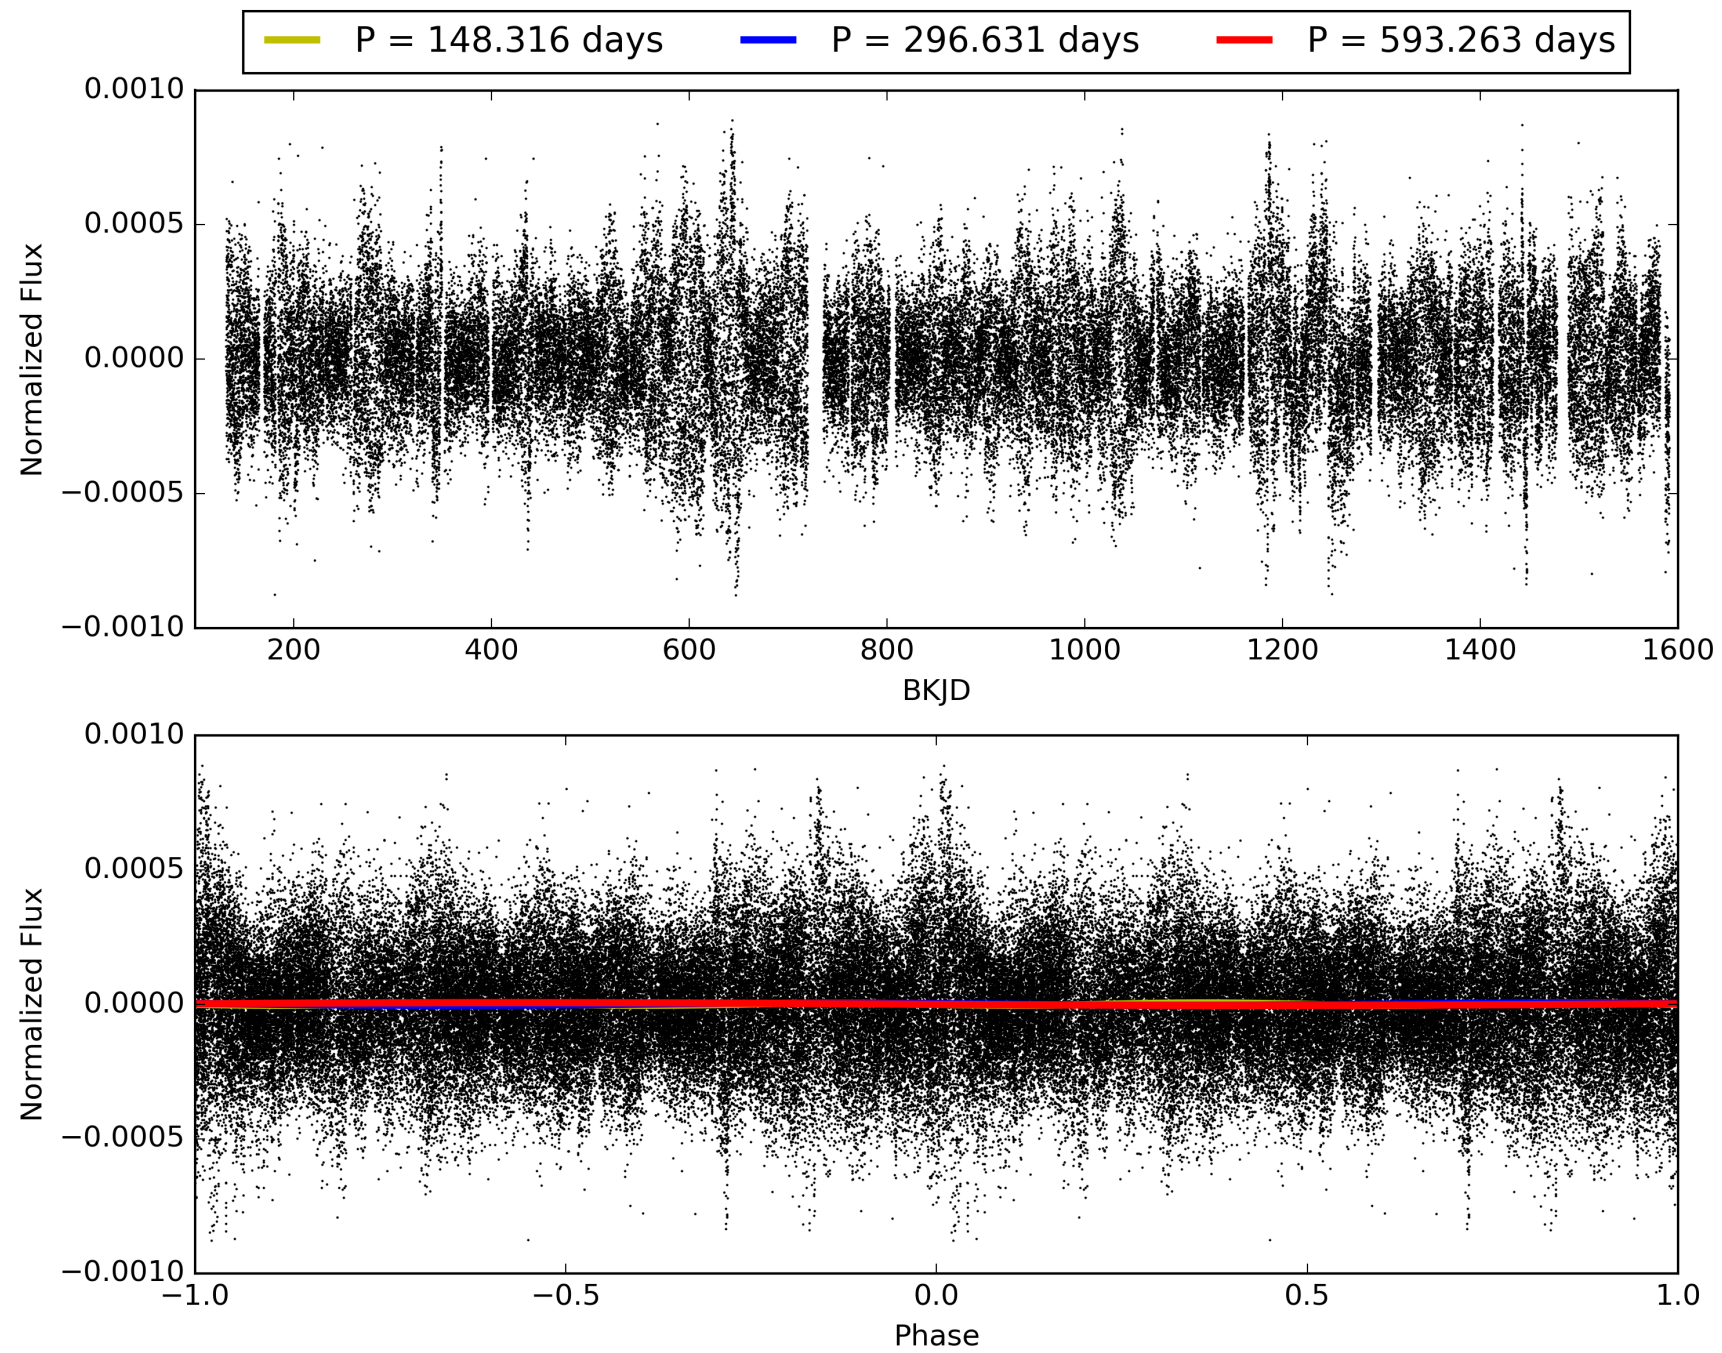 P = 148.316 days P = 296.631 days P = 593.263 days
0.0010
0.0005
0.0000
−0.0005
−0.0010
Normalized Flux
200 400 600 800 1000 1200 1400 1600
BKJD
0.0010
0.0005
0.0000
−0.0005
−0.0010
Normalized Flux
−1.0 −0.5 0.0 0.5 1.0
Phase